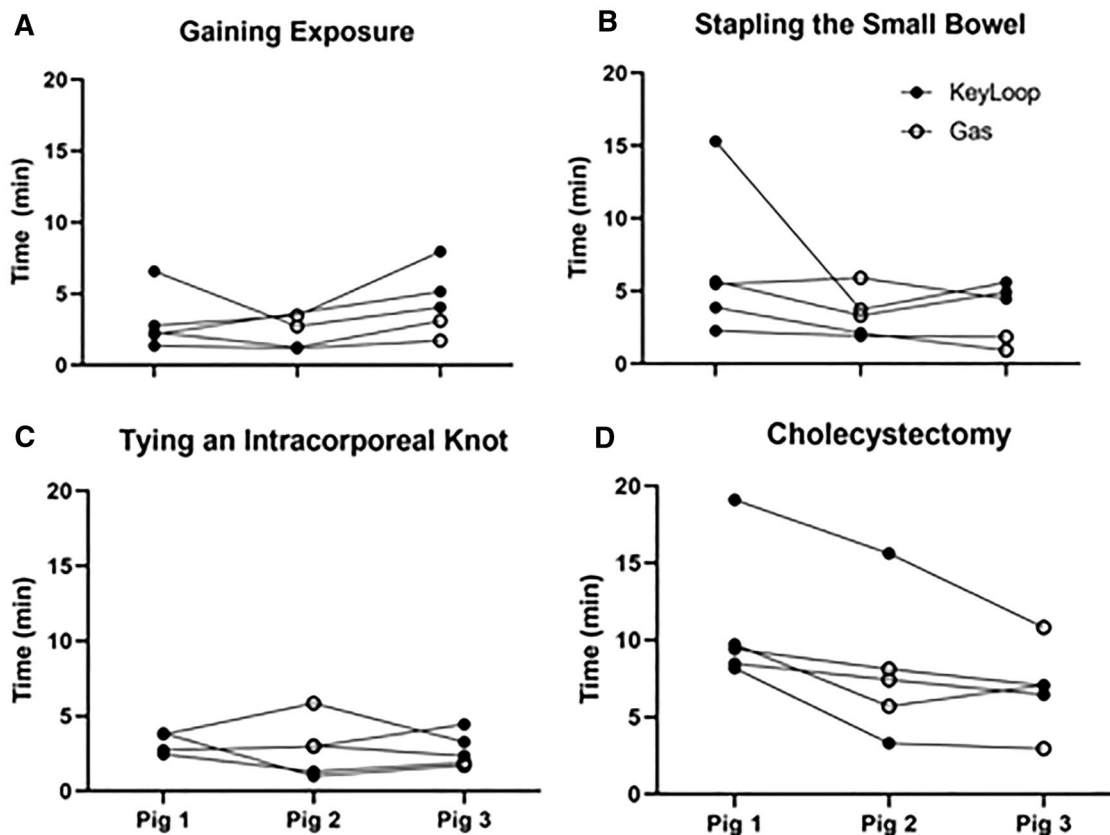 A
Gaining Exposure
20
15
10
5
0
Time (min)
B
Stapling the Small Bowel
20
15
10
5
0
Time (min)
KeyLoop
Gas
C
Tying an Intracorporeal Knot
20
15
10
5
0
Time (min)
Pig 1 Pig 2 Pig 3
D
Cholecystectomy
20
15
10
5
0
Time (min)
Pig 1 Pig 2 Pig 3